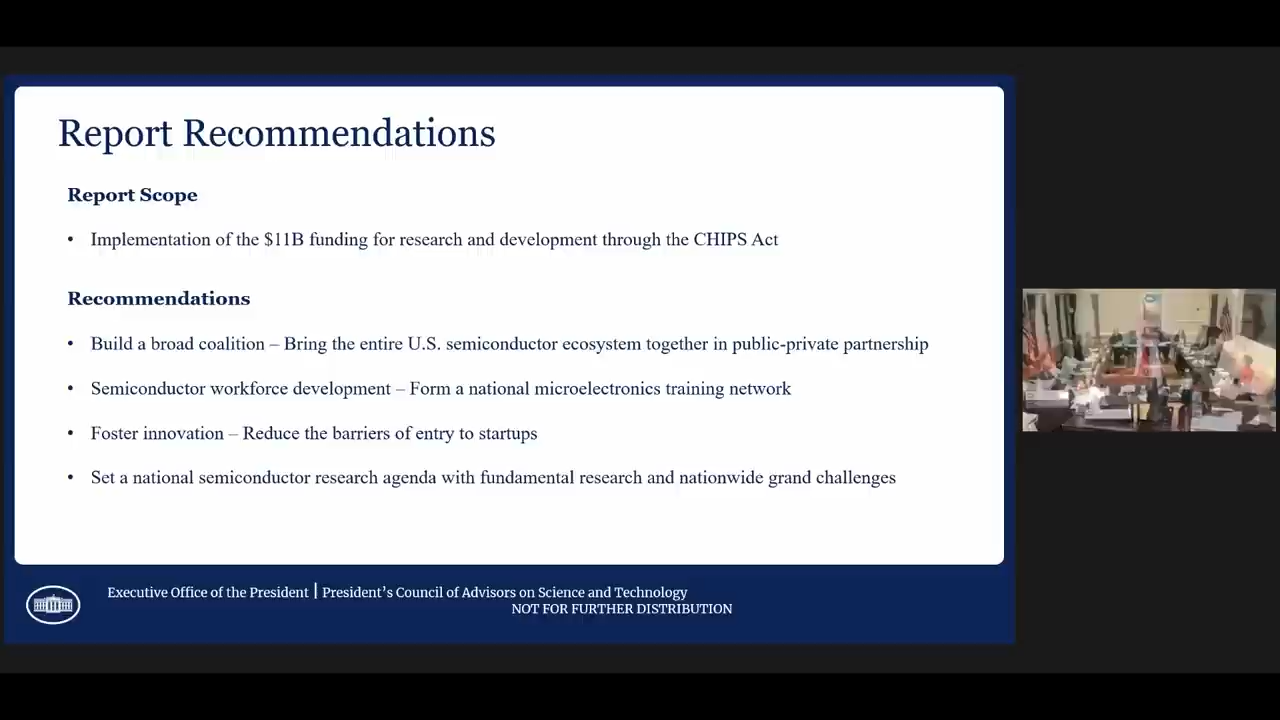 Report Recommendations
Report Scope
• Implementation of the $11B funding for research and development through the CHIPS Act
Recommendations
• Build a broad coalition – Bring the entire U.S. semiconductor ecosystem together in public-private partnership
• Semiconductor workforce development – Form a national microelectronics training network
• Foster innovation – Reduce the barriers of entry to startups
• Set a national semiconductor research agenda with fundamental research and nationwide grand challenges
Executive Office of the President | President’s Council of Advisors on Science and Technology
NOT FOR FURTHER DISTRIBUTION